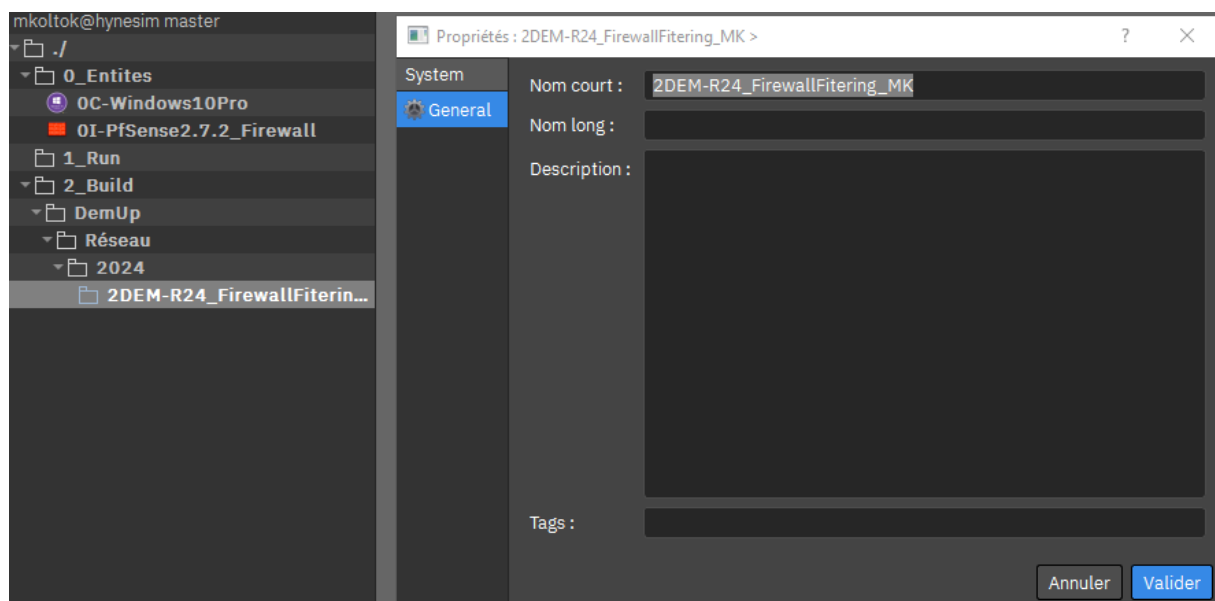 mkoltok@hynesim master
./
0_Entites
0C-Windows10Pro
0I-PfSense2.7.2_Firewall
1_Run
2_Build
DemUp
Réseau
2024
2DEM-R24_FirewallFiterin...
Propriétés : 2DEM-R24_FirewallFitering_MK >
?
System
General
Nom court : 2DEM-R24_FirewallFitering_MK
Nom long :
Description :
Tags :
Annuler Valider